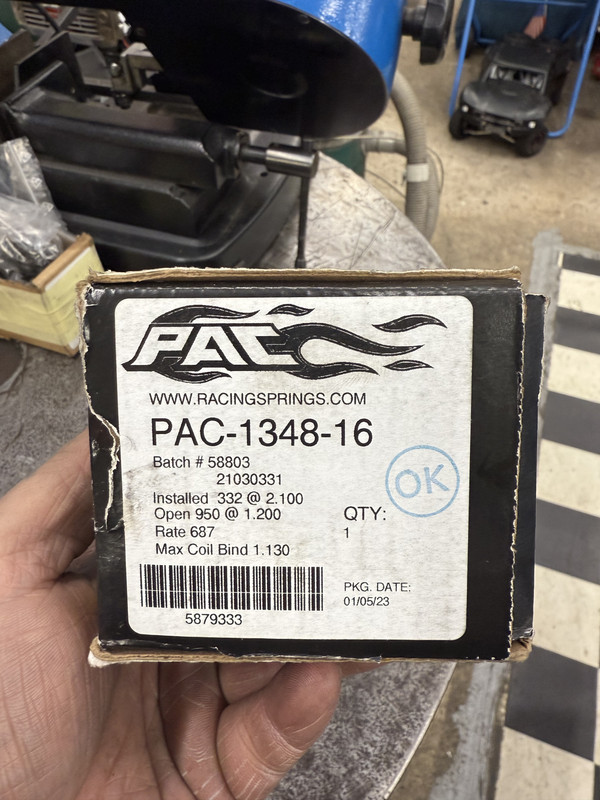 PAC
WWW.RACINGSPRINGS.COM
PAC-1348-16
Batch # 58803
21030331
Installed 332 @ 2.100
Open 950 @ 1.200
Rate 687
Max Coil Bind 1.130
OK
QTY:
1
PKG. DATE:
01/05/23
5879333